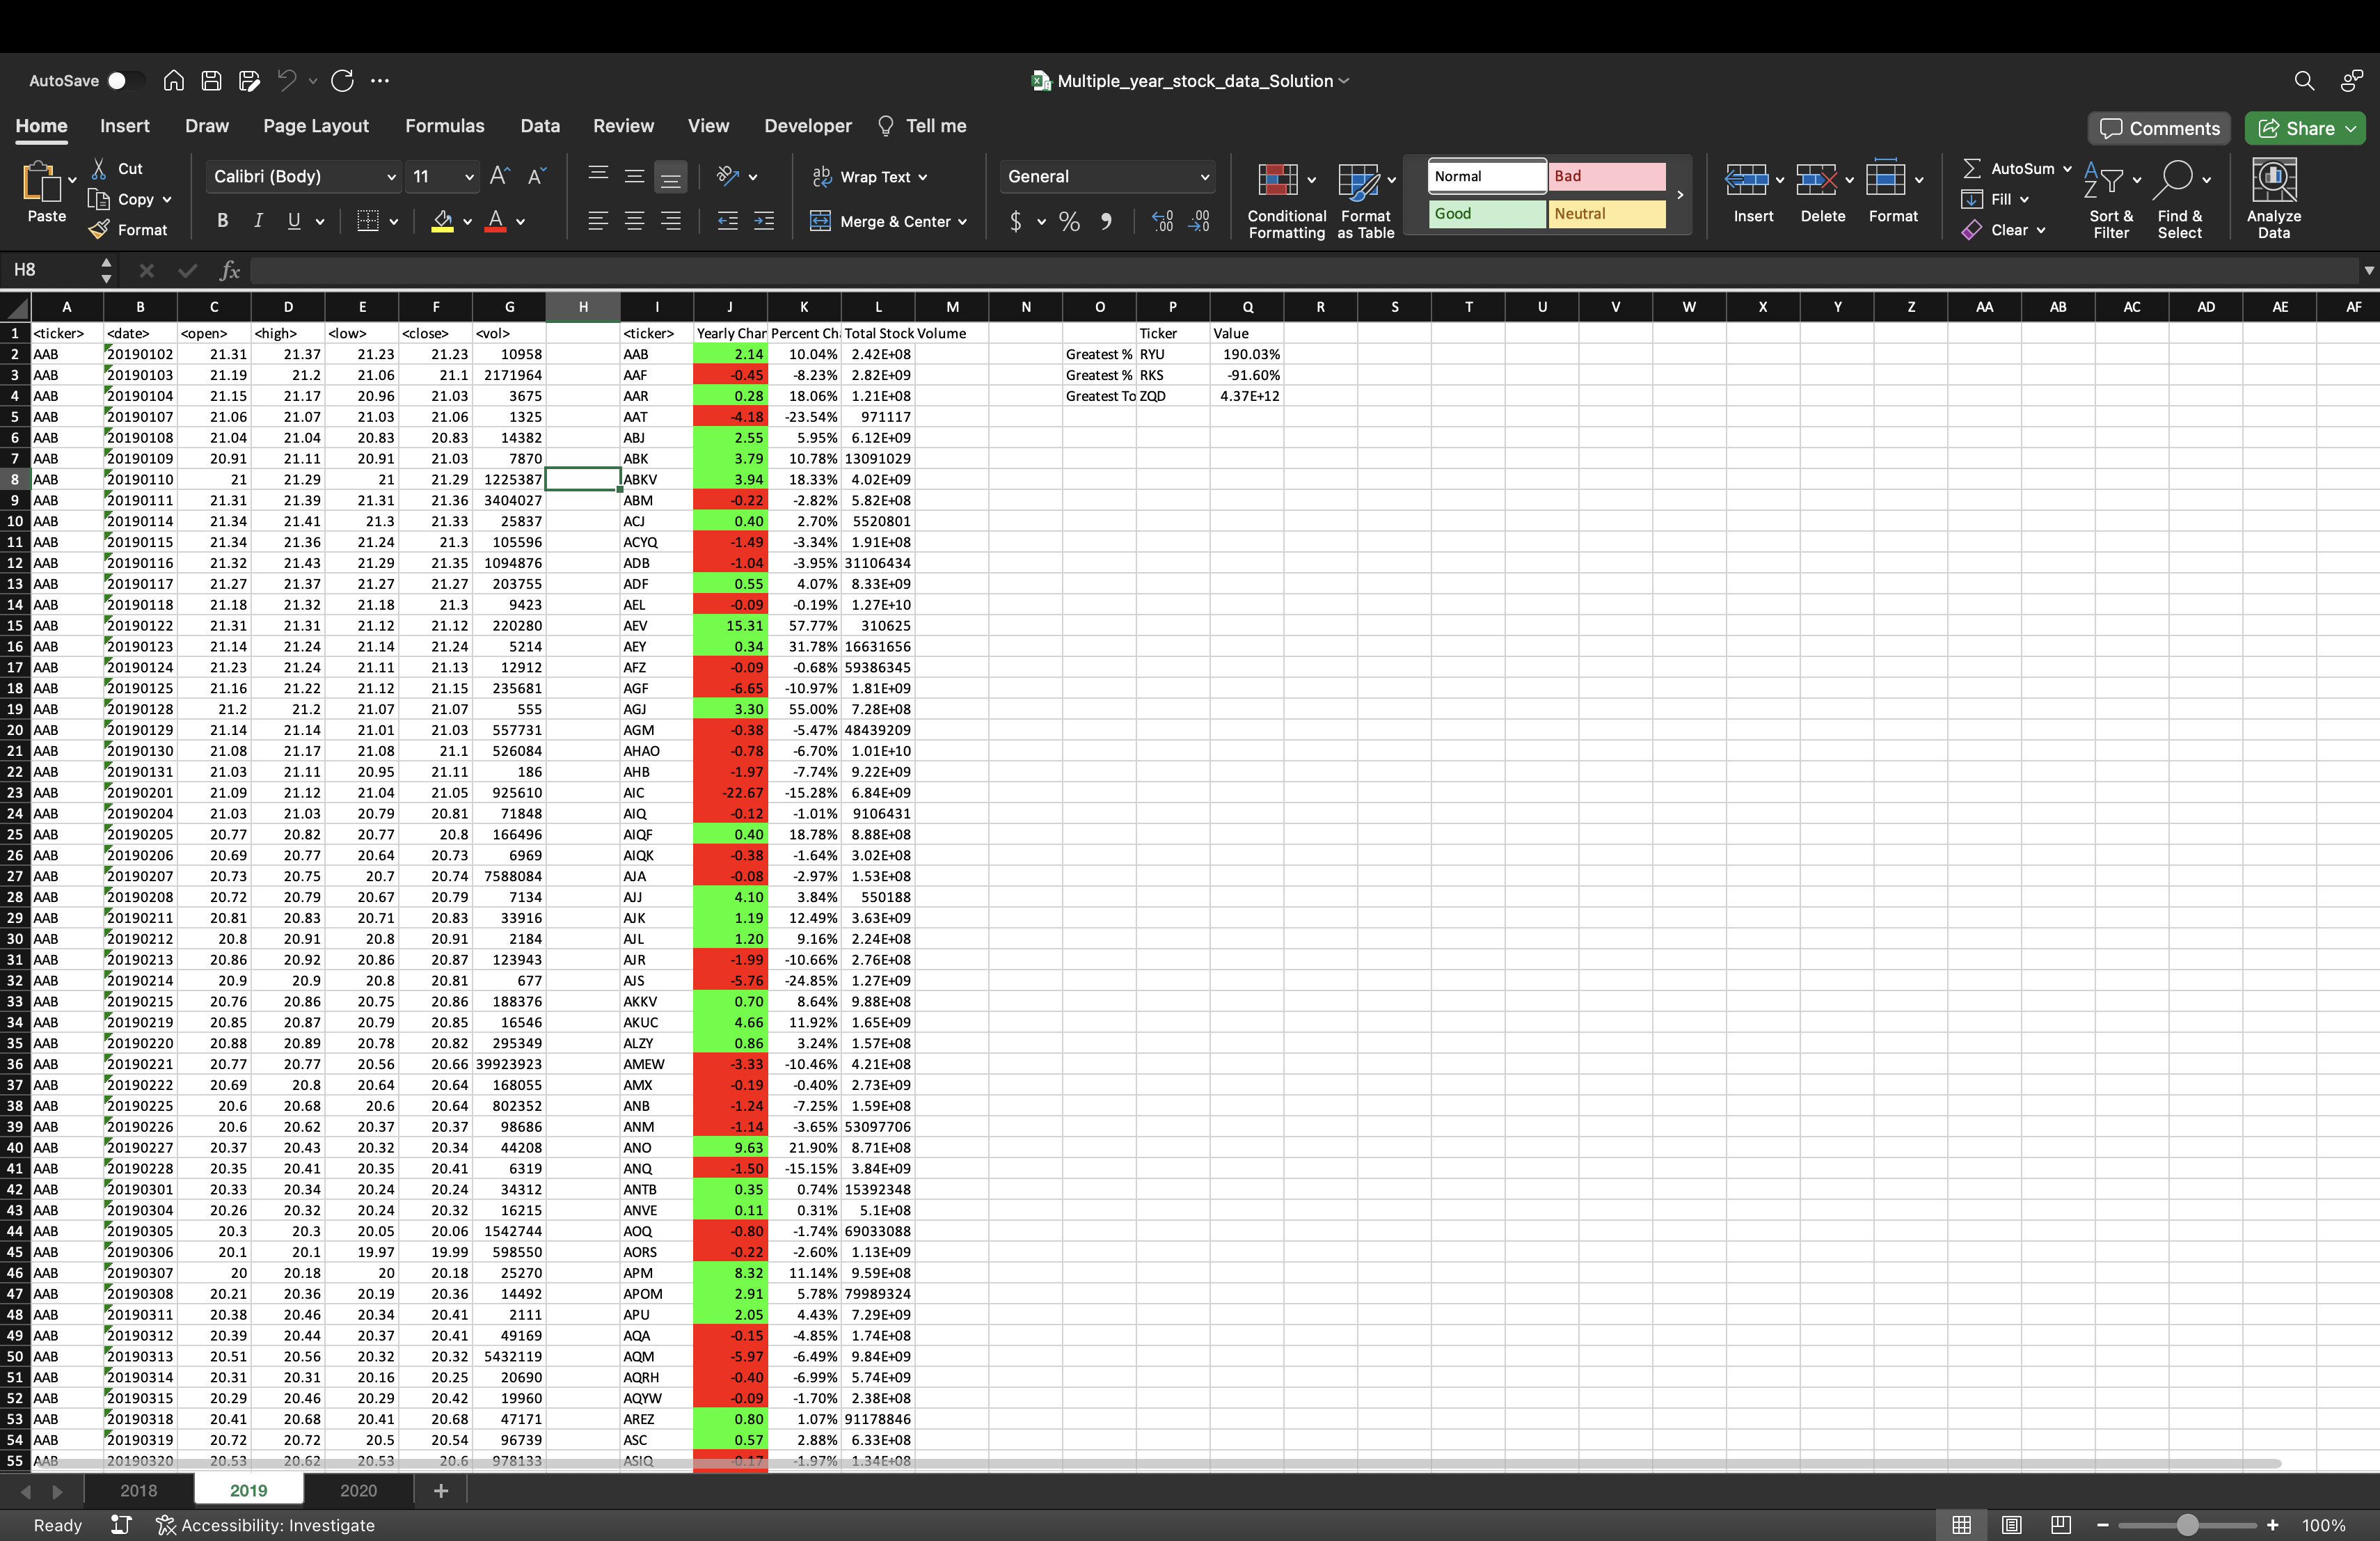 AutoSave
Multiple_year_stock_data_Solution
Home Insert Draw Page Layout Formulas Data Review View Developer Tell me
Comments Share
Paste Cut Copy Format
Calibri (Body) 11
B I U
Wrap Text
Merge & Center
General
$ % 9
Conditional Formatting Format as Table
Normal Bad
Good Neutral
Insert Delete Format
AutoSum Fill Clear
Sort & Filter Find & Select Analyze Data
H8 fx
A B C D E F G H I J K L M N O P Q R S T U V W X Y Z AA AB AC AD AE AF
1 <ticker> <date> <open> <high> <low> <close> <vol> <ticker> Yearly Char Percent Ch Total Stock Volume Ticker Value
2 AAB 20190102 21.31 21.37 21.23 21.23 10958 AAB 2.14 10.04% 2.42E+08 Greatest % RYU 190.03%
3 AAB 20190103 21.19 21.2 21.06 21.1 2171964 AAF -0.45 -8.23% 2.82E+09 Greatest % RKS -91.60%
4 AAB 20190104 21.15 21.17 20.96 21.03 3675 AAR 0.28 18.06% 1.21E+08 Greatest To ZQD 4.37E+12
5 AAB 20190107 21.06 21.07 21.03 21.06 1325 AAT -4.18 -23.54% 971117
6 AAB 20190108 21.04 21.04 20.83 20.83 14382 ABJ 2.55 5.95% 6.12E+09
7 AAB 20190109 20.91 21.11 20.91 21.03 7870 ABK 3.79 10.78% 13091029
8 AAB 20190110 21 21.29 21 21.29 1225387 ABKV 3.94 18.33% 4.02E+09
9 AAB 20190111 21.31 21.39 21.31 21.36 3404027 ABM -0.22 -2.82% 5.82E+08
10 AAB 20190114 21.34 21.41 21.3 21.33 25837 ACJ 0.40 2.70% 5520801
11 AAB 20190115 21.34 21.36 21.24 21.3 105596 ACYQ -1.49 -3.34% 1.91E+08
12 AAB 20190116 21.32 21.43 21.29 21.35 1094876 ADB -1.04 -3.95% 31106434
13 AAB 20190117 21.27 21.37 21.27 21.27 203755 ADF 0.55 4.07% 8.33E+09
14 AAB 20190118 21.18 21.32 21.18 21.3 9423 AEL -0.09 -0.19% 1.27E+10
15 AAB 20190122 21.31 21.31 21.12 21.12 220280 AEV 15.31 57.77% 310625
16 AAB 20190123 21.14 21.24 21.14 21.24 5214 AEY 0.34 31.78% 16631656
17 AAB 20190124 21.23 21.24 21.11 21.13 12912 AFZ -0.09 -0.68% 59386345
18 AAB 20190125 21.16 21.22 21.12 21.15 235681 AGF -6.65 -10.97% 1.81E+09
19 AAB 20190128 21.2 21.2 21.07 21.07 555 AGJ 3.30 55.00% 7.28E+08
20 AAB 20190129 21.14 21.14 21.01 21.03 557731 AGM -0.38 -5.47% 48439209
21 AAB 20190130 21.08 21.17 21.08 21.1 526084 AHAO -0.78 -6.70% 1.01E+10
22 AAB 20190131 21.03 21.11 20.95 21.11 186 AHB -1.97 -7.74% 9.22E+09
23 AAB 20190201 21.09 21.12 21.04 21.05 925610 AIC -22.67 -15.28% 6.84E+09
24 AAB 20190204 21.03 21.03 20.79 20.81 71848 AIQ -0.12 -1.01% 9106431
25 AAB 20190205 20.77 20.82 20.77 20.8 166496 AIQF 0.40 18.78% 8.88E+08
26 AAB 20190206 20.69 20.77 20.64 20.73 6969 AIQK -0.38 -1.64% 3.02E+08
27 AAB 20190207 20.73 20.75 20.7 20.74 7588084 AJA -0.08 -2.97% 1.53E+08
28 AAB 20190208 20.72 20.79 20.67 20.79 7134 AJJ 4.10 3.84% 550188
29 AAB 20190211 20.81 20.83 20.71 20.83 33916 AJK 1.19 12.49% 3.63E+09
30 AAB 20190212 20.8 20.91 20.8 20.91 2184 AJL 1.20 9.16% 2.24E+08
31 AAB 20190213 20.86 20.92 20.86 20.87 123943 AJR -1.99 -10.66% 2.76E+08
32 AAB 20190214 20.9 20.9 20.8 20.81 677 AJS -5.76 -24.85% 1.27E+09
33 AAB 20190215 20.76 20.86 20.75 20.86 188376 AKKV 0.70 8.64% 9.88E+08
34 AAB 20190219 20.85 20.87 20.79 20.85 16546 AKUC 4.66 11.92% 1.65E+09
35 AAB 20190220 20.88 20.89 20.78 20.82 295349 ALZY 0.86 3.24% 1.57E+08
36 AAB 20190221 20.77 20.77 20.56 20.66 39923923 AMEW -3.33 -10.46% 4.21E+08
37 AAB 20190222 20.69 20.8 20.64 20.64 168055 AMX -0.19 -0.40% 2.73E+09
38 AAB 20190225 20.6 20.68 20.6 20.64 802352 ANB -1.24 -7.25% 1.59E+08
39 AAB 20190226 20.6 20.62 20.37 20.37 98686 ANM -1.14 -3.65% 53097706
40 AAB 20190227 20.37 20.43 20.32 20.34 44208 ANO 9.63 21.90% 8.71E+08
41 AAB 20190228 20.35 20.41 20.35 20.41 6319 ANQ -1.50 -15.15% 3.84E+09
42 AAB 20190301 20.33 20.34 20.24 20.24 34312 ANTB 0.35 0.74% 15392348
43 AAB 20190304 20.26 20.32 20.24 20.32 16215 ANVE 0.11 0.31% 5.1E+08
44 AAB 20190305 20.3 20.3 20.05 20.06 1542744 AOQ -0.80 -1.74% 69033088
45 AAB 20190306 20.1 20.1 19.97 19.99 598550 AORS -0.22 -2.60% 1.13E+09
46 AAB 20190307 20 20.18 20 20.18 25270 APM 8.32 11.14% 9.59E+08
47 AAB 20190308 20.21 20.36 20.19 20.36 14492 APOM 2.91 5.78% 79989324
48 AAB 20190311 20.38 20.46 20.34 20.41 2111 APU 2.05 4.43% 7.29E+09
49 AAB 20190312 20.39 20.44 20.37 20.41 49169 AQA -0.15 -4.85% 1.74E+08
50 AAB 20190313 20.51 20.56 20.32 20.32 5432119 AQM -5.97 -6.49% 9.84E+09
51 AAB 20190314 20.31 20.31 20.16 20.25 20690 AQRH -0.40 -6.99% 5.74E+09
52 AAB 20190315 20.29 20.46 20.29 20.42 19960 AQYW -0.09 -1.70% 2.38E+08
53 AAB 20190318 20.41 20.68 20.41 20.68 47171 AREZ 0.80 1.07% 91178846
54 AAB 20190319 20.72 20.72 20.5 20.54 96739 ASC 0.57 2.88% 6.33E+08
55 AAB 20190320 20.53 20.62 20.53 20.6 978133 ASIQ -0.17 -1.97% 1.34E+08
2018 2019 2020 +
Ready Accessibility: Investigate 100%